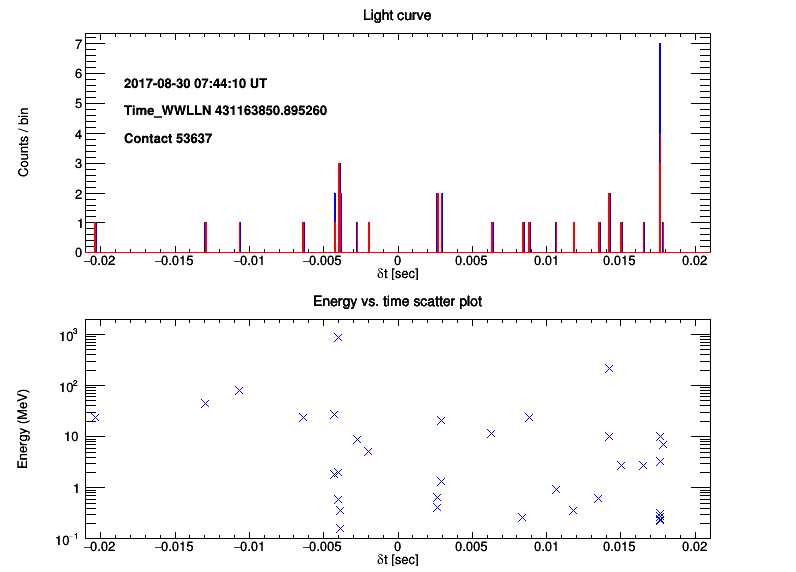 Light curve
Counts / bin
7
6
5
4
3
2
1
0
2017-08-30 07:44:10 UT
Time_WWLLN 431163850.895260
Contact 53637
−0.02 −0.015 −0.01 −0.005 0 0.005 0.01 0.015 0.02
δt [sec]
Energy vs. time scatter plot
Energy (MeV)
10³
10²
10
1
10⁻¹
−0.02 −0.015 −0.01 −0.005 0 0.005 0.01 0.015 0.02
δt [sec]